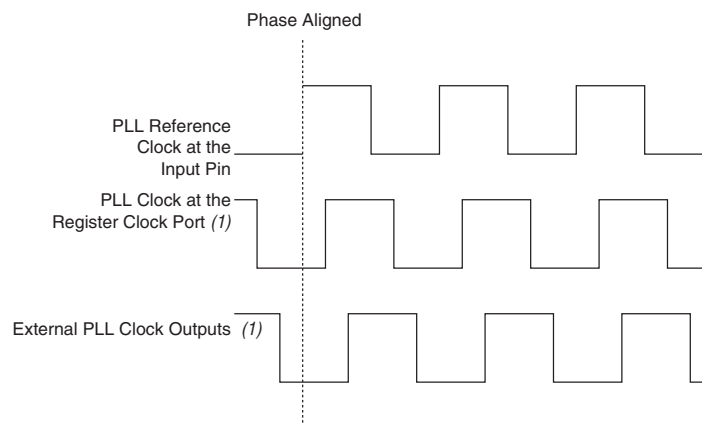 Phase Aligned
PLL Reference
Clock at the
Input Pin
PLL Clock at the
Register Clock Port (1)
External PLL Clock Outputs (1)